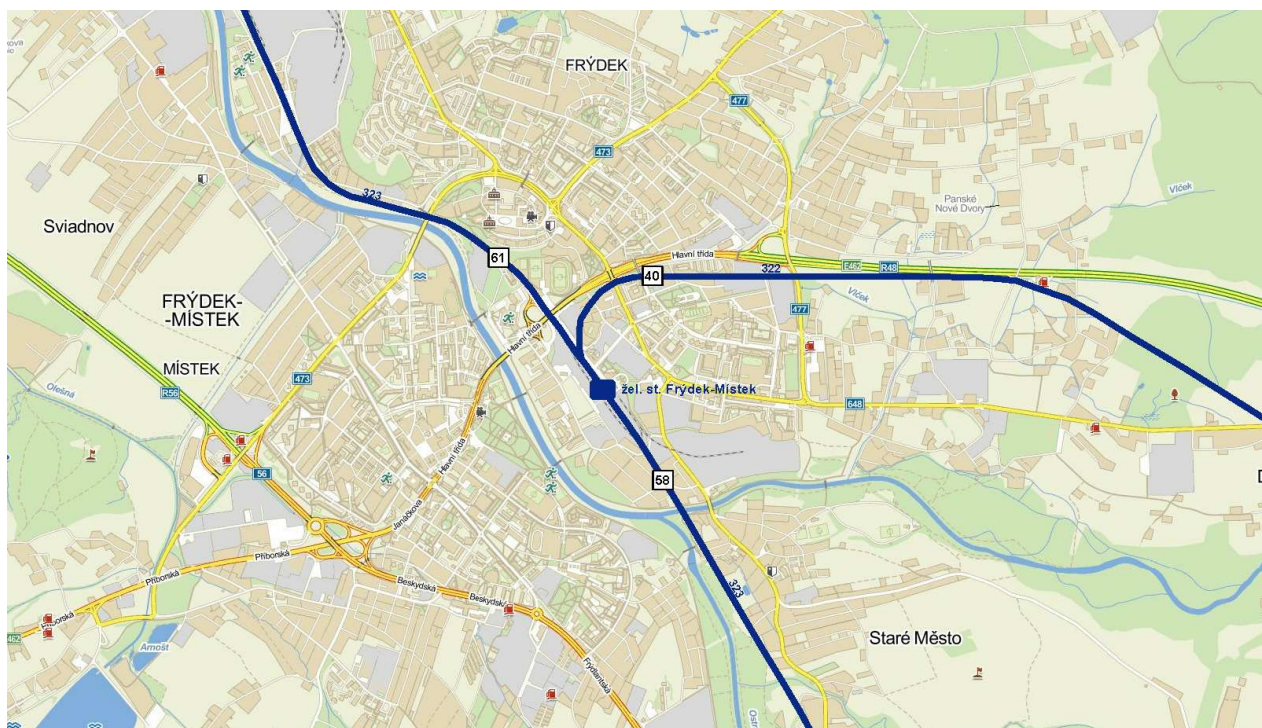 FRÝDEK
477
473
323
Vlček
Panské
Nové Dvory
Sviadnov
61
Hlavní třída
40
322
E462
R48
FRÝDEK-
-MÍSTEK
Vlček
477
Hlavní třída
MÍSTEK
473
Olešná
R56
žel. st. Frýdek-Místek
648
Hlavní třída
56
58
Janáčkova
Příborská
Příborská
Beskydská
Beskydská
323
Příborská
462
Staré Město
Amošt
Frýdlantská